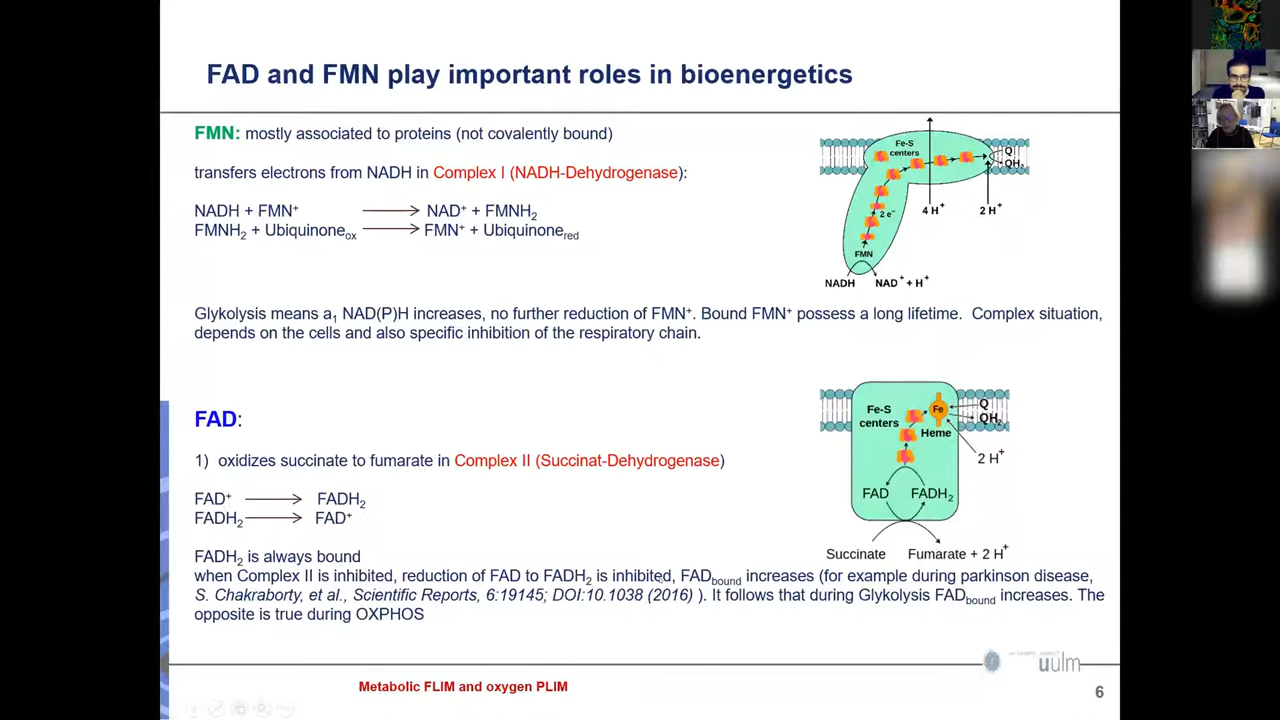 FAD and FMN play important roles in bioenergetics
FMN: mostly associated to proteins (not covalently bound)
transfers electrons from NADH in Complex I (NADH-Dehydrogenase):
NADH + FMN⁺ → NAD⁺ + FMNH₂
FMNH₂ + Ubiquinoneox → FMN⁺ + Ubiquinonered
Fe-S
centers
Q
QH₂
2 e⁻
4 H⁺
2 H⁺
FMN
NADH
NAD⁺ + H⁺
Glykolysis means a₁ NAD(P)H increases, no further reduction of FMN⁺. Bound FMN⁺ possess a long lifetime. Complex situation,
depends on the cells and also specific inhibition of the respiratory chain.
FAD:
1) oxidizes succinate to fumarate in Complex II (Succinat-Dehydrogenase)
FAD⁺ → FADH₂
FADH₂ → FAD⁺
Fe-S
centers
Fe
Heme
Q
QH₂
2 H⁺
FAD
FADH₂
Succinate
Fumarate + 2 H⁺
FADH₂ is always bound
when Complex II is inhibited, reduction of FAD to FADH₂ is inhibited, FADbound increases (for example during parkinson disease,
S. Chakraborty, et al., Scientific Reports, 6:19145; DOI:10.1038 (2016) ). It follows that during Glykolysis FADbound increases. The
opposite is true during OXPHOS
uulm
Metabolic FLIM and oxygen PLIM
6